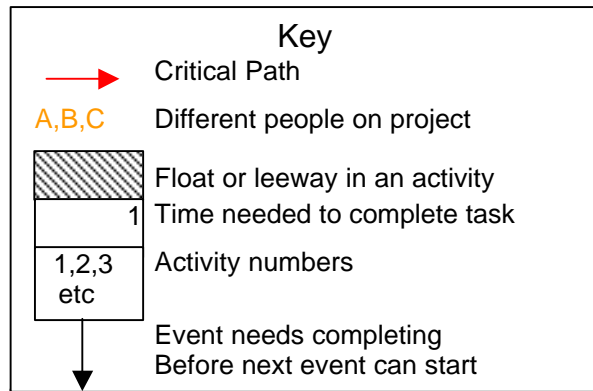 Key
Critical Path
A,B,C Different people on project
Float or leeway in an activity
1 Time needed to complete task
1,2,3 Activity numbers
etc
Event needs completing
Before next event can start